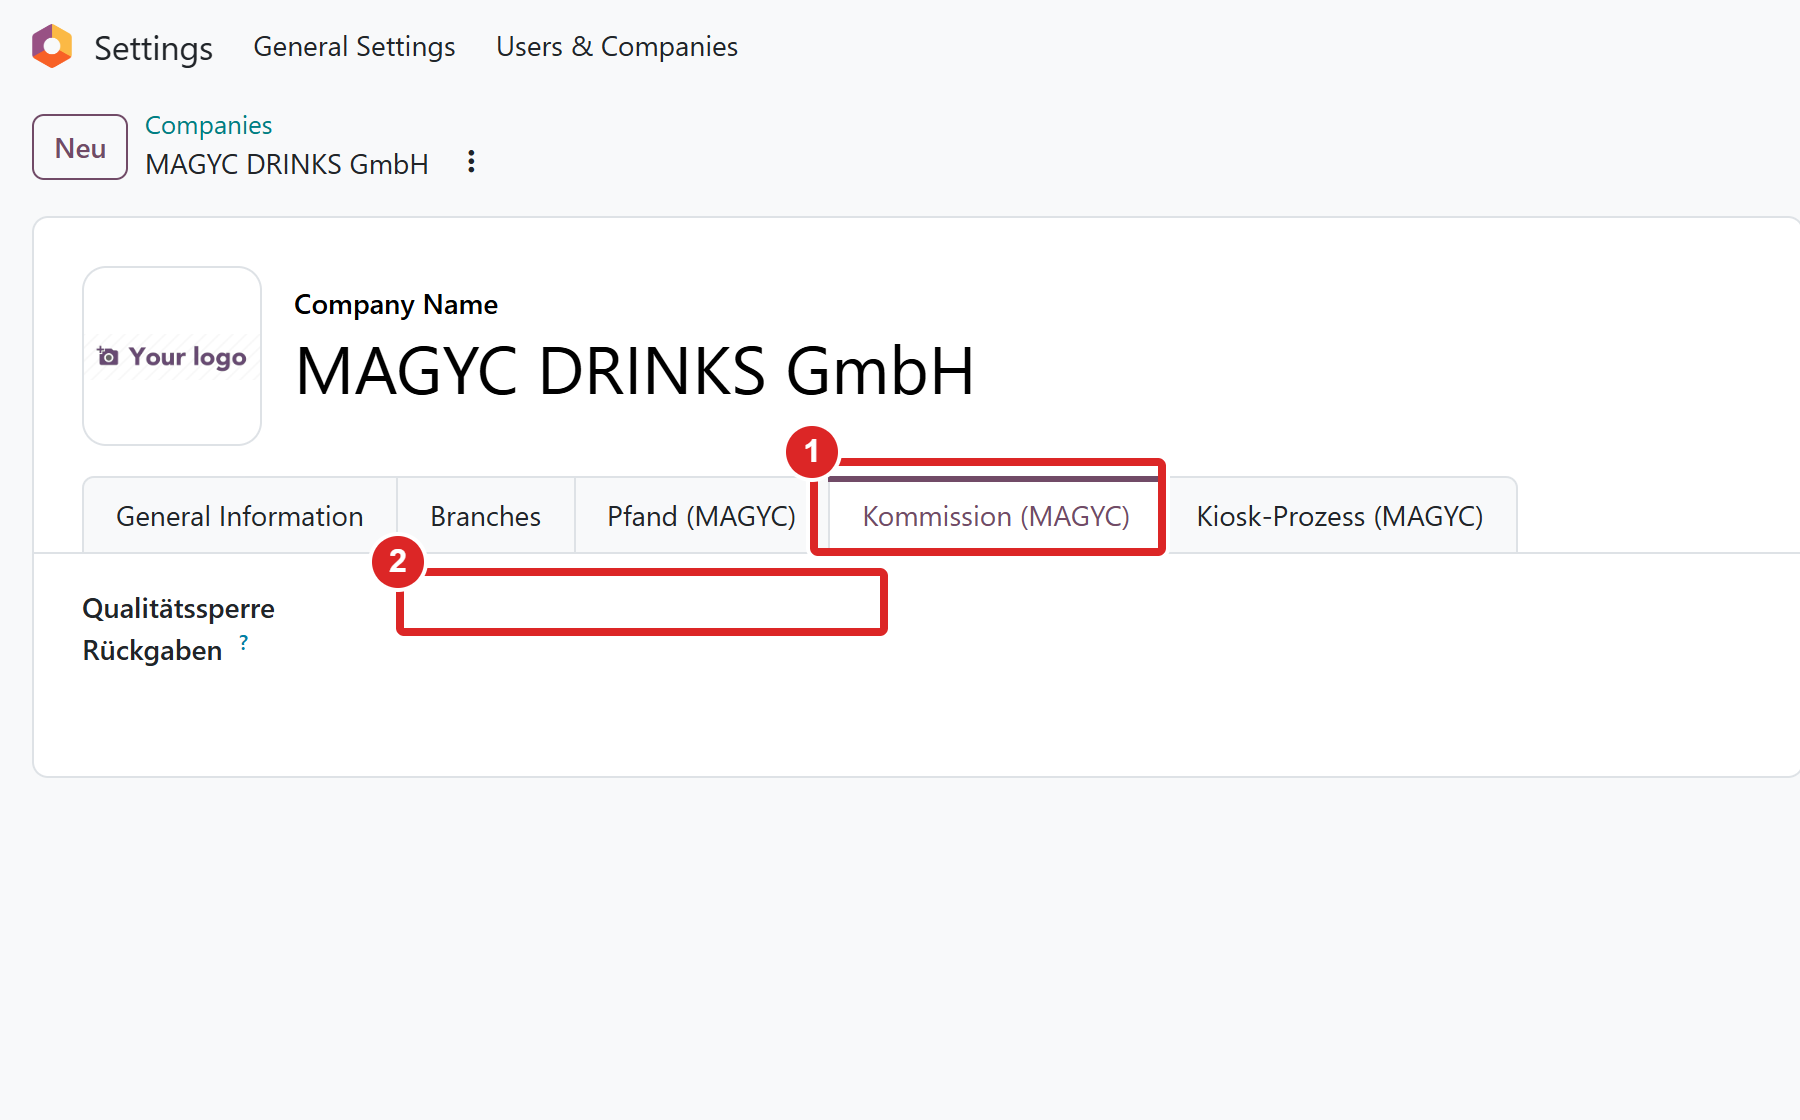 Settings General Settings Users & Companies
Neu
Companies
MAGYC DRINKS GmbH
Your logo
Company Name
MAGYC DRINKS GmbH
1
General Information Branches Pfand (MAGYC) Kommission (MAGYC) Kiosk-Prozess (MAGYC)
2
Qualitätssperre
Rückgaben ?